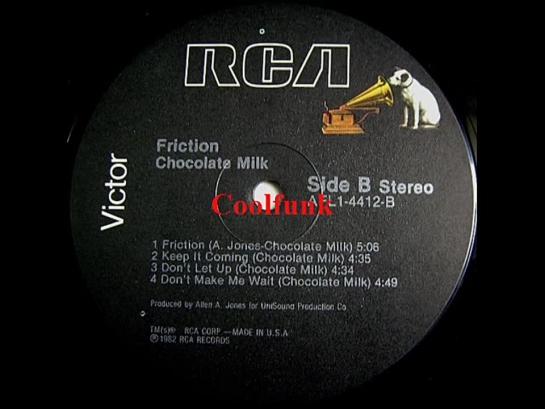 RCA
Victor
Friction
Chocolate Milk
Side B Stereo
-1-4412-B
Coolfunk
1 Friction (A. Jones-Chocolate Milk) 5:06
2 Keep It Coming (Chocolate Milk) 4:35
3 Don't Let Up (Chocolate Milk) 4:34
4 Don't Make Me Wait (Chocolate Milk) 4:49
Produced by Allen A. Jones for UniSound Production Co.
TM(s)® RCA CORP.—MADE IN U.S.A
℗1982 RCA RECORDS